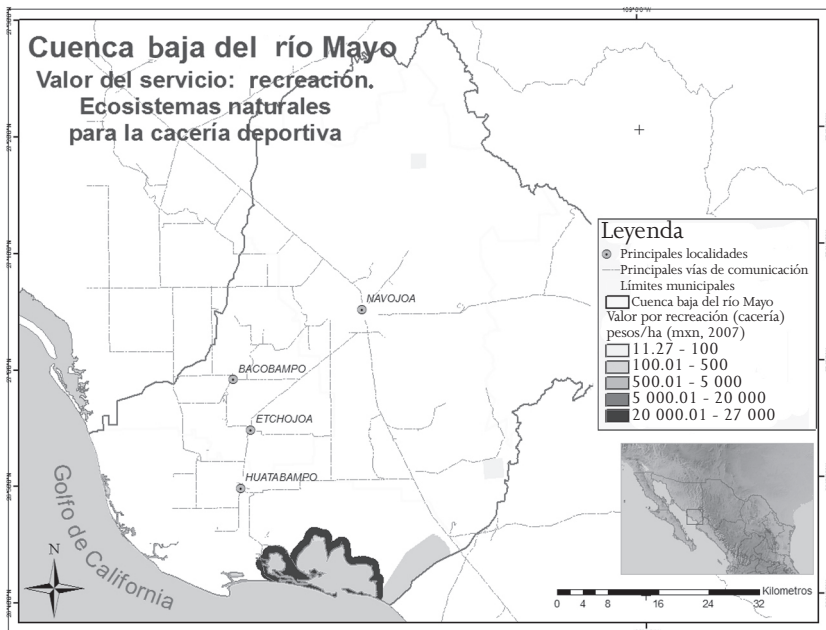 Cuenca baja del río Mayo
Valor del servicio: recreación.
Ecosistemas naturales
para la cacería deportiva
NAVOJOA
BACOBAMPO
ETCHOJOA
HUATABAMPO
Golfo de California
N
Leyenda
Principales localidades
Principales vías de comunicación
Límites municipales
Cuenca baja del río Mayo
Valor por recreación (cacería)
pesos/ha (mxn, 2007)
11.27 - 100
100.01 - 500
500.01 - 5 000
5 000.01 - 20 000
20 000.01 - 27 000
Kilometros
0 4 8 16 24 32